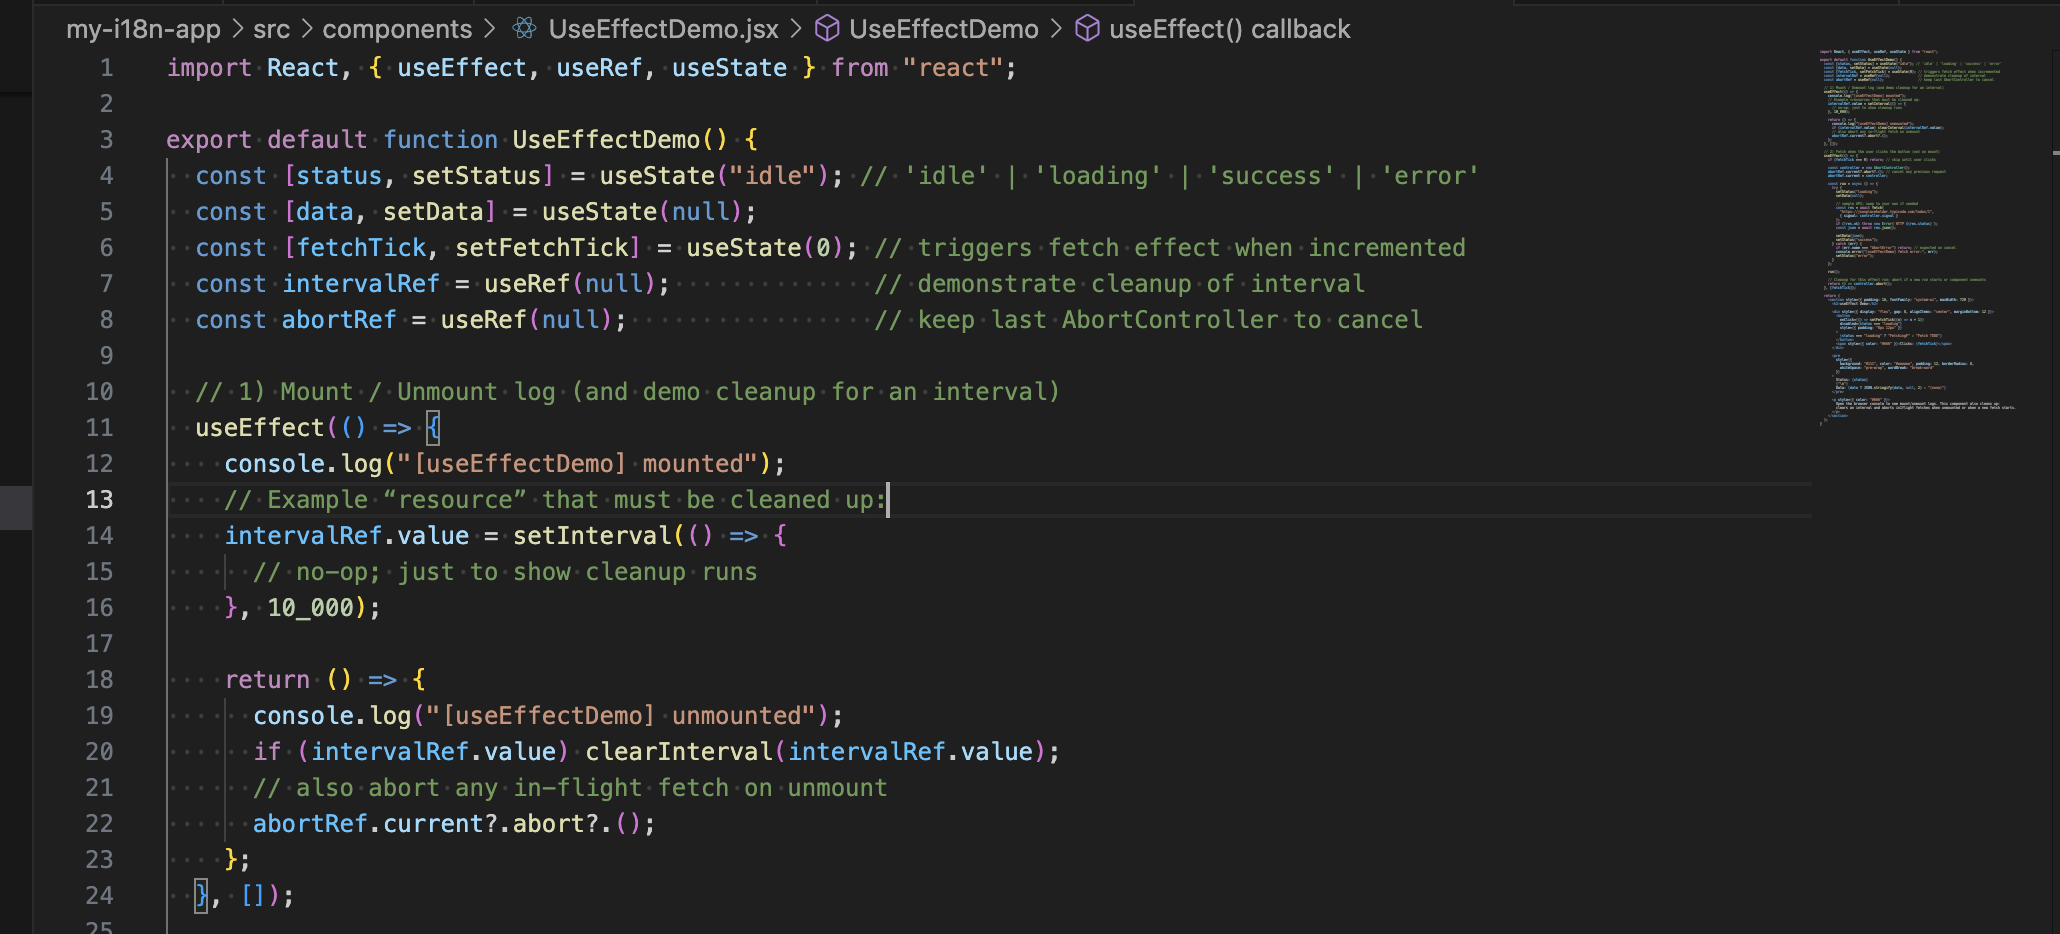 my-i18n-app > src > components > UseEffectDemo.jsx > UseEffectDemo > useEffect() callback
1 import React, { useEffect, useRef, useState } from "react";
2
3 export default function UseEffectDemo() {
4   const [status, setStatus] = useState("idle"); // 'idle' | 'loading' | 'success' | 'error'
5   const [data, setData] = useState(null);
6   const [fetchTick, setFetchTick] = useState(0); // triggers fetch effect when incremented
7   const intervalRef = useRef(null);              // demonstrate cleanup of interval
8   const abortRef = useRef(null);                 // keep last AbortController to cancel
9
10   // 1) Mount / Unmount log (and demo cleanup for an interval)
11   useEffect(() => {
12     console.log("[useEffectDemo] mounted");
13     // Example “resource” that must be cleaned up:
14     intervalRef.value = setInterval(() => {
15       // no-op; just to show cleanup runs
16     }, 10_000);
17
18     return () => {
19       console.log("[useEffectDemo] unmounted");
20       if (intervalRef.value) clearInterval(intervalRef.value);
21       // also abort any in-flight fetch on unmount
22       abortRef.current?.abort?.();
23     };
24   }, []);
25